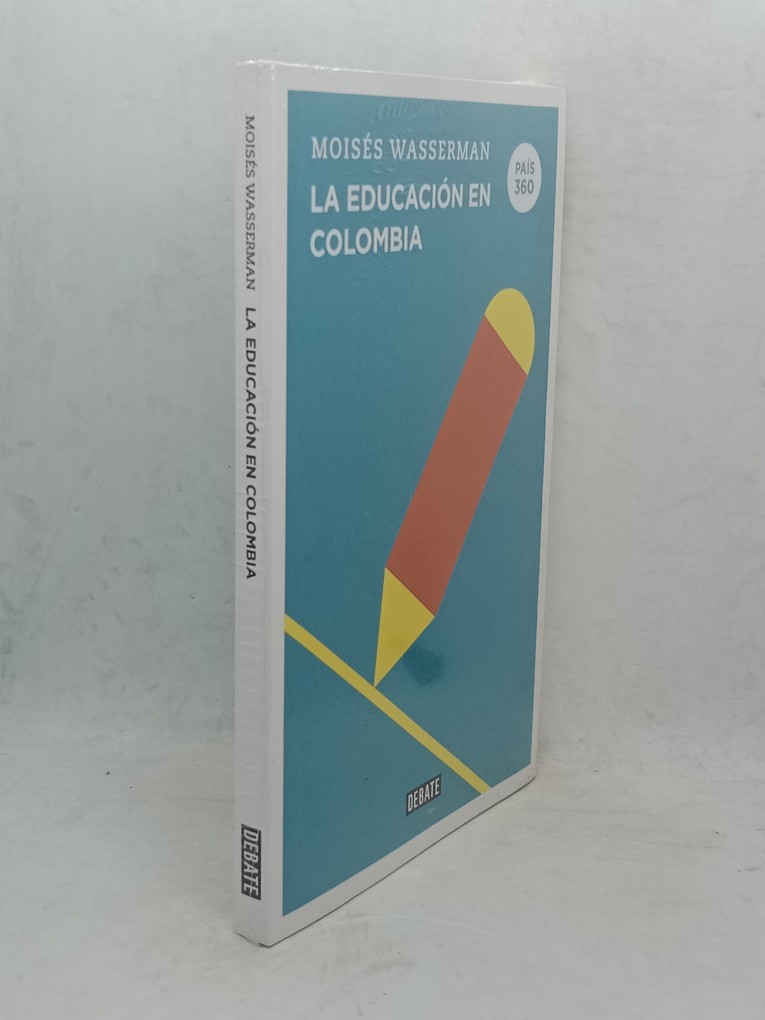 MOISÉS WASSERMAN
LA EDUCACIÓN EN
COLOMBIA
PAÍS
360
DEBATE
MOISÉS WASSERMAN LA EDUCACIÓN EN COLOMBIA
DEBATE